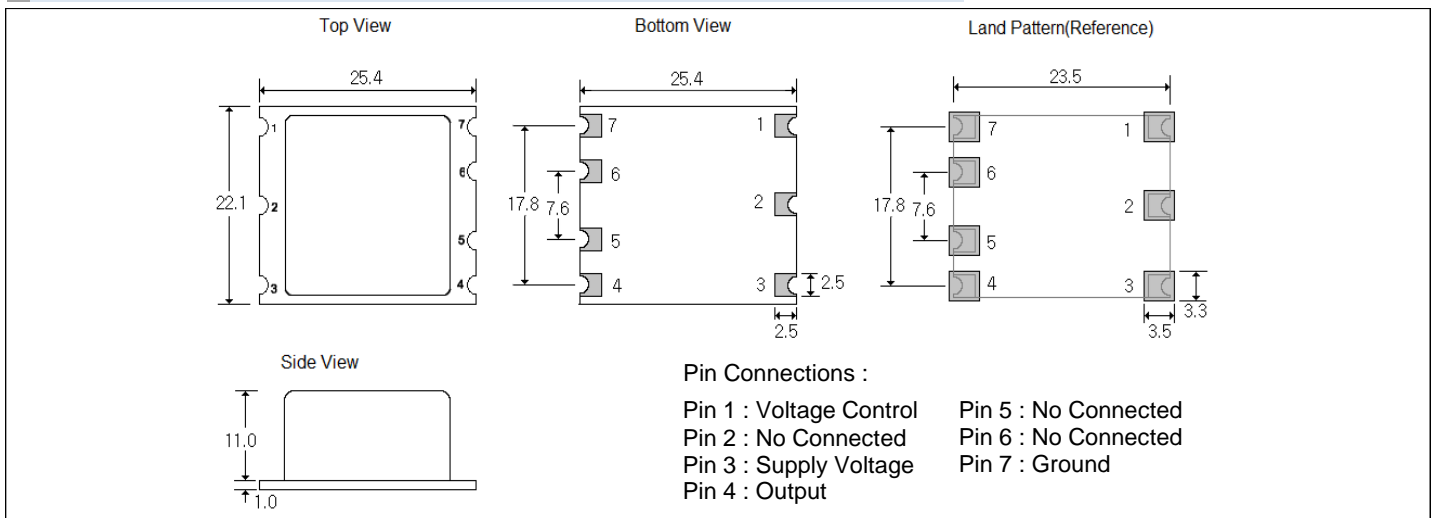 Top View
Bottom View
Land Pattern(Reference)
25.4
25.4
23.5
1
7
7
1
7
1
6
6
6
22.1
2
17.8
7.6
2
17.8
7.6
2
5
5
5
3
4
4
3
2.5
4
3
3.3
2.5
3.5
Side View
Pin Connections :
11.0
1.0
Pin 1 : Voltage Control
Pin 5 : No Connected
Pin 2 : No Connected
Pin 6 : No Connected
Pin 3 : Supply Voltage
Pin 7 : Ground
Pin 4 : Output